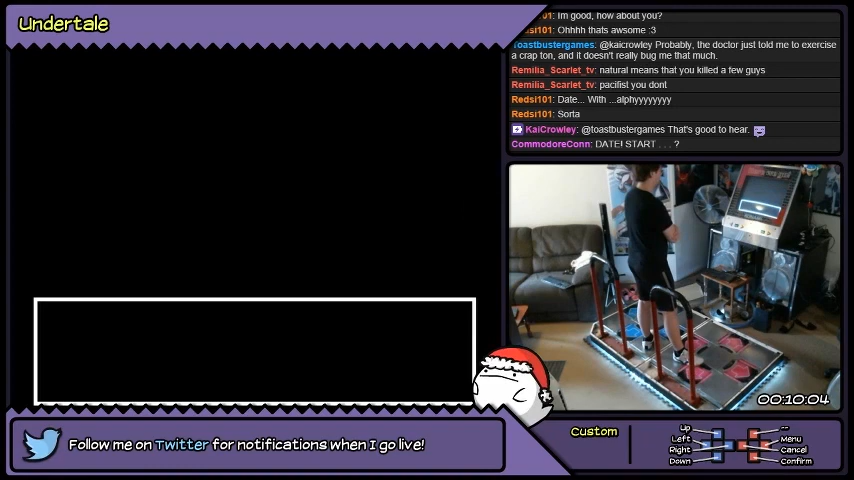 Undertale
01: Im good, how about you?
si101: Ohhhh thats awsome :3
Toastbustergames: @kaicrowley Probably, the doctor just told me to exercise
a crap ton, and it doesn't really bug me that much.
Remilia_Scarlet_tv: natural means that you killed a few guys
Remilia_Scarlet_tv: pacifist you dont
Redsi101: Date... With ...alphyyyyyyy
Redsi101: Sorta
KaiCrowley: @toastbustergames That's good to hear.
CommodoreConn: DATE! START . . . ?
00:10:04
Follow me on Twitter for notifications when I go live!
Custom
Up
Left
Right
Down
--
Menu
Cancel
Confirm